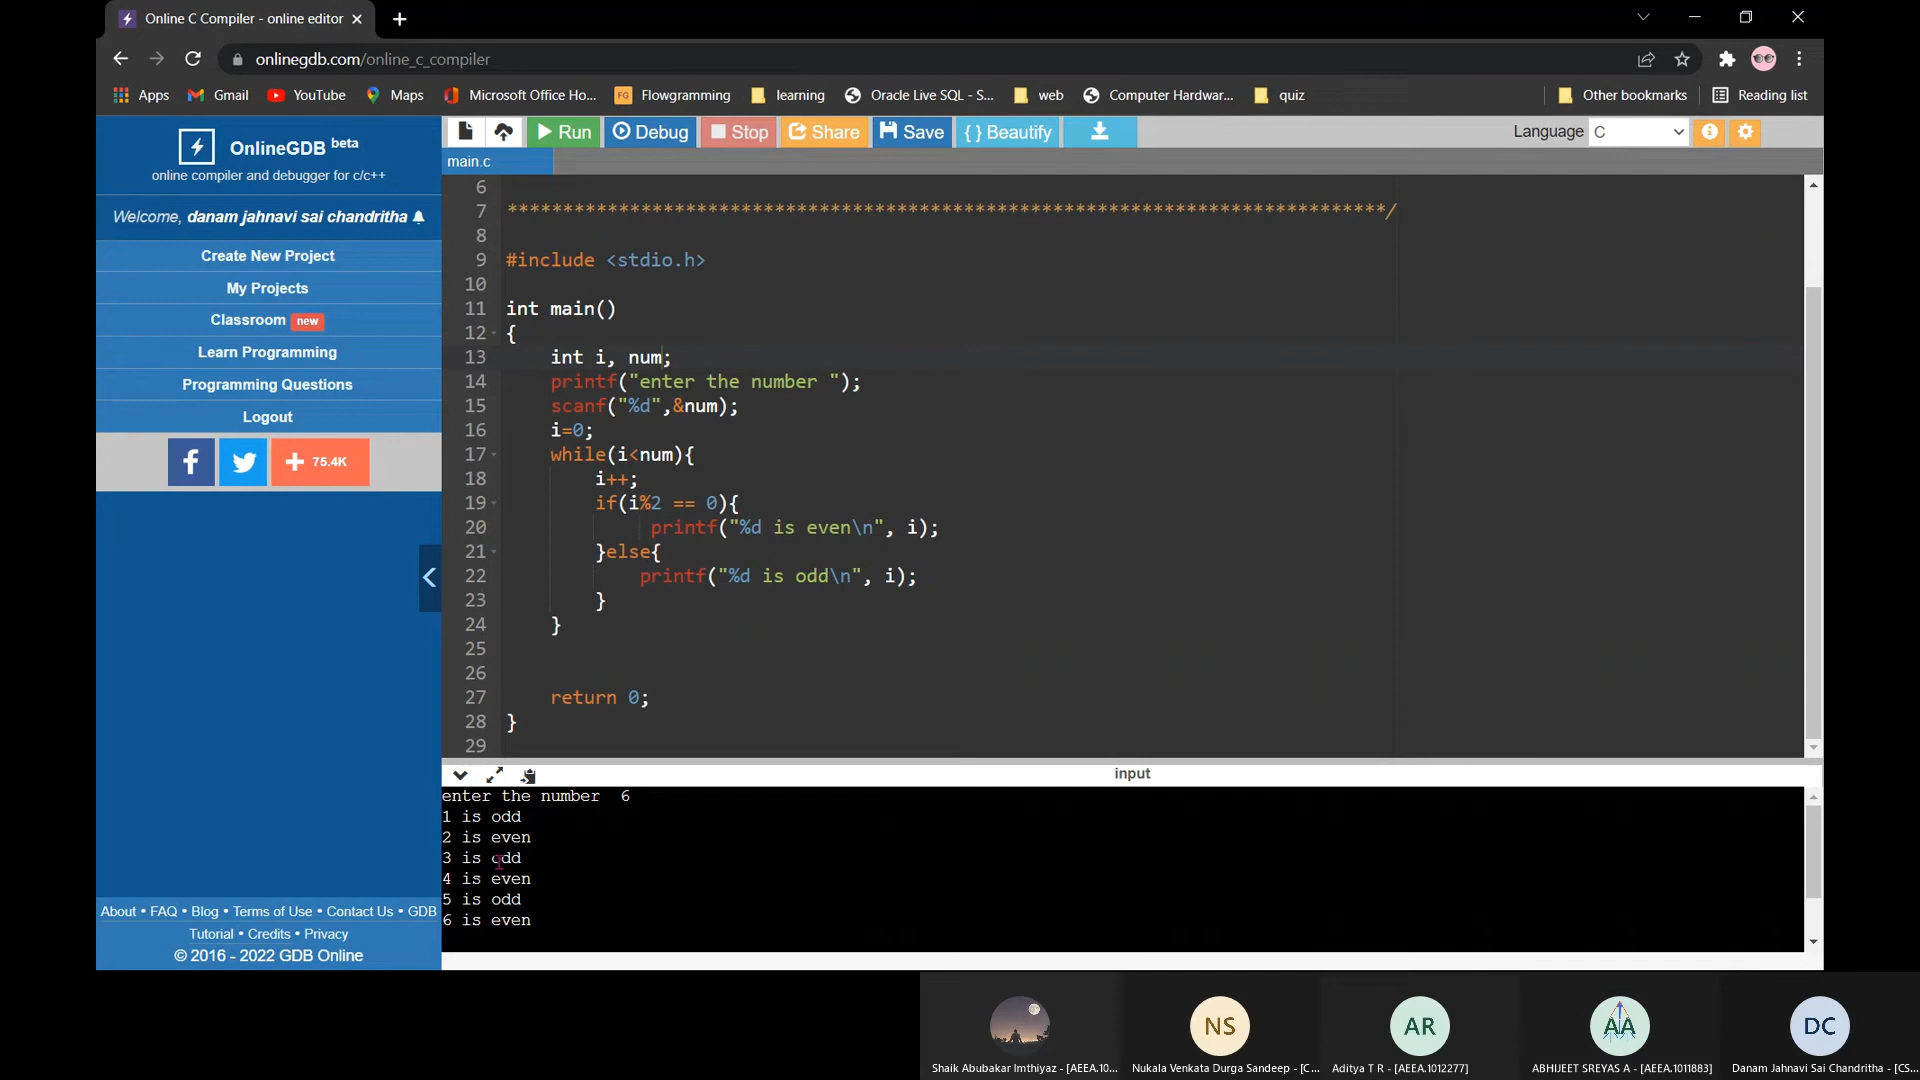 Online C Compiler - online editor
onlinegdb.com/online_c_compiler
Apps Gmail YouTube Maps Microsoft Office Ho... Flowgramming learning Oracle Live SQL - S... web Computer Hardwar... quiz Other bookmarks Reading list
OnlineGDB beta
online compiler and debugger for c/c++
Welcome, danam jahnavi sai chandritha
Create New Project
My Projects
Classroom new
Learn Programming
Programming Questions
Logout
75.4K
About • FAQ • Blog • Terms of Use • Contact Us • GDB
Tutorial • Credits • Privacy
© 2016 - 2022 GDB Online
Run Debug Stop Share Save { } Beautify Language C
main.c
6
7 ********************************************************************************/
8
9 #include <stdio.h>
10
11 int main()
12 {
13 int i, num;
14 printf("enter the number ");
15 scanf("%d",&num);
16 i=0;
17 while(i<num){
18 i++;
19 if(i%2 == 0){
20 printf("%d is even\n", i);
21 }else{
22 printf("%d is odd\n", i);
23 }
24 }
25
26
27 return 0;
28 }
29
input
enter the number  6
1 is odd
2 is even
3 is odd
4 is even
5 is odd
6 is even
NS AR AA DC
Shaik Abubakar Imthiyaz - [AEEA.10... Nukala Venkata Durga Sandeep - [C... Aditya T R - [AEEA.1012277] ABHIJEET SREYAS A - [AEEA.1011883] Danam Jahnavi Sai Chandritha - [CS...